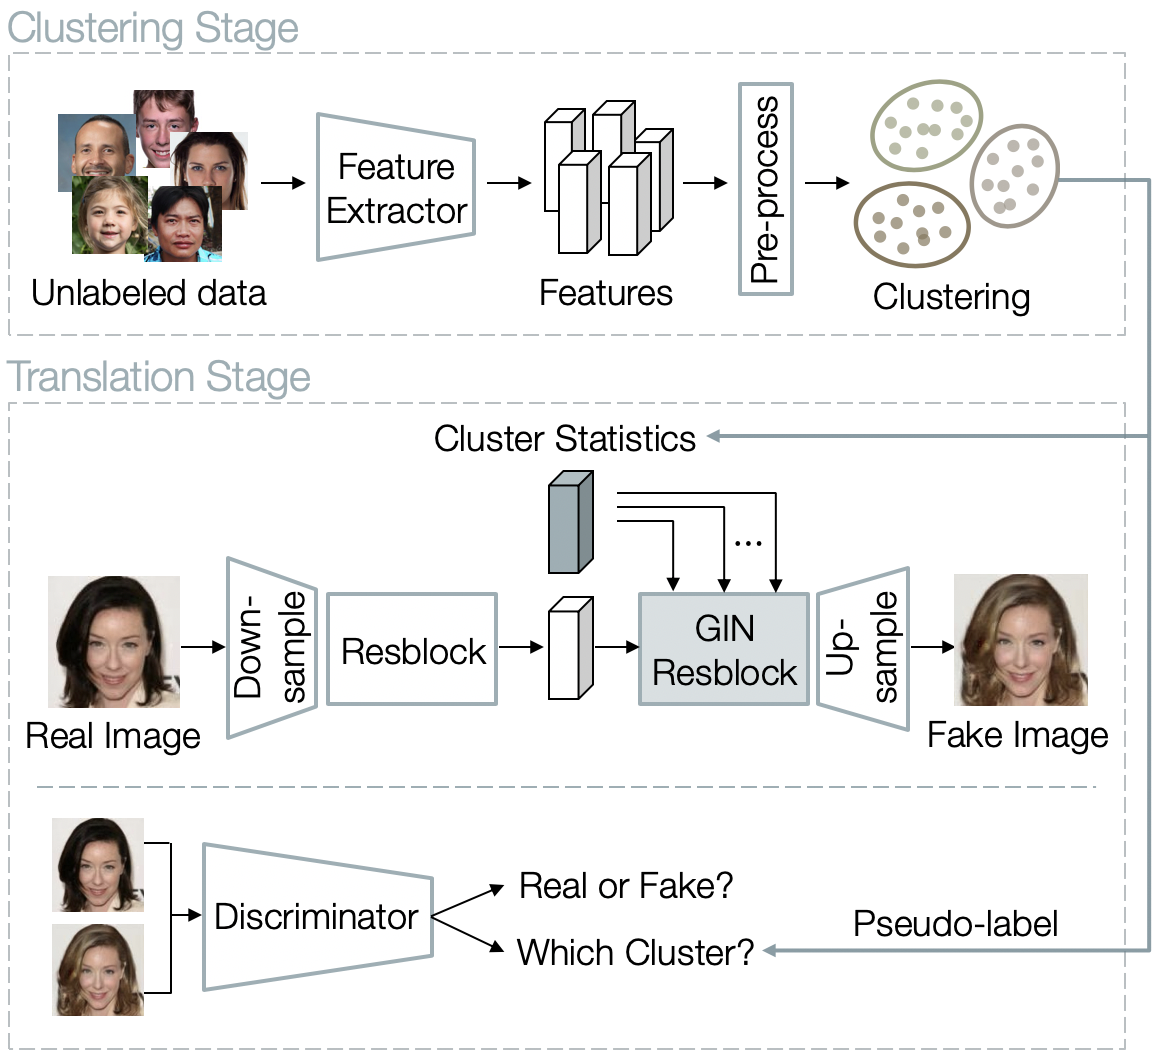 Clustering Stage
Feature
Extractor
Pre-process
Unlabeled data
Features
Clustering
Translation Stage
Cluster Statistics
...
Down-
sample
Resblock
GIN
Resblock
Up-
sample
Real Image
Fake Image
Discriminator
Real or Fake?
Which Cluster?
Pseudo-label